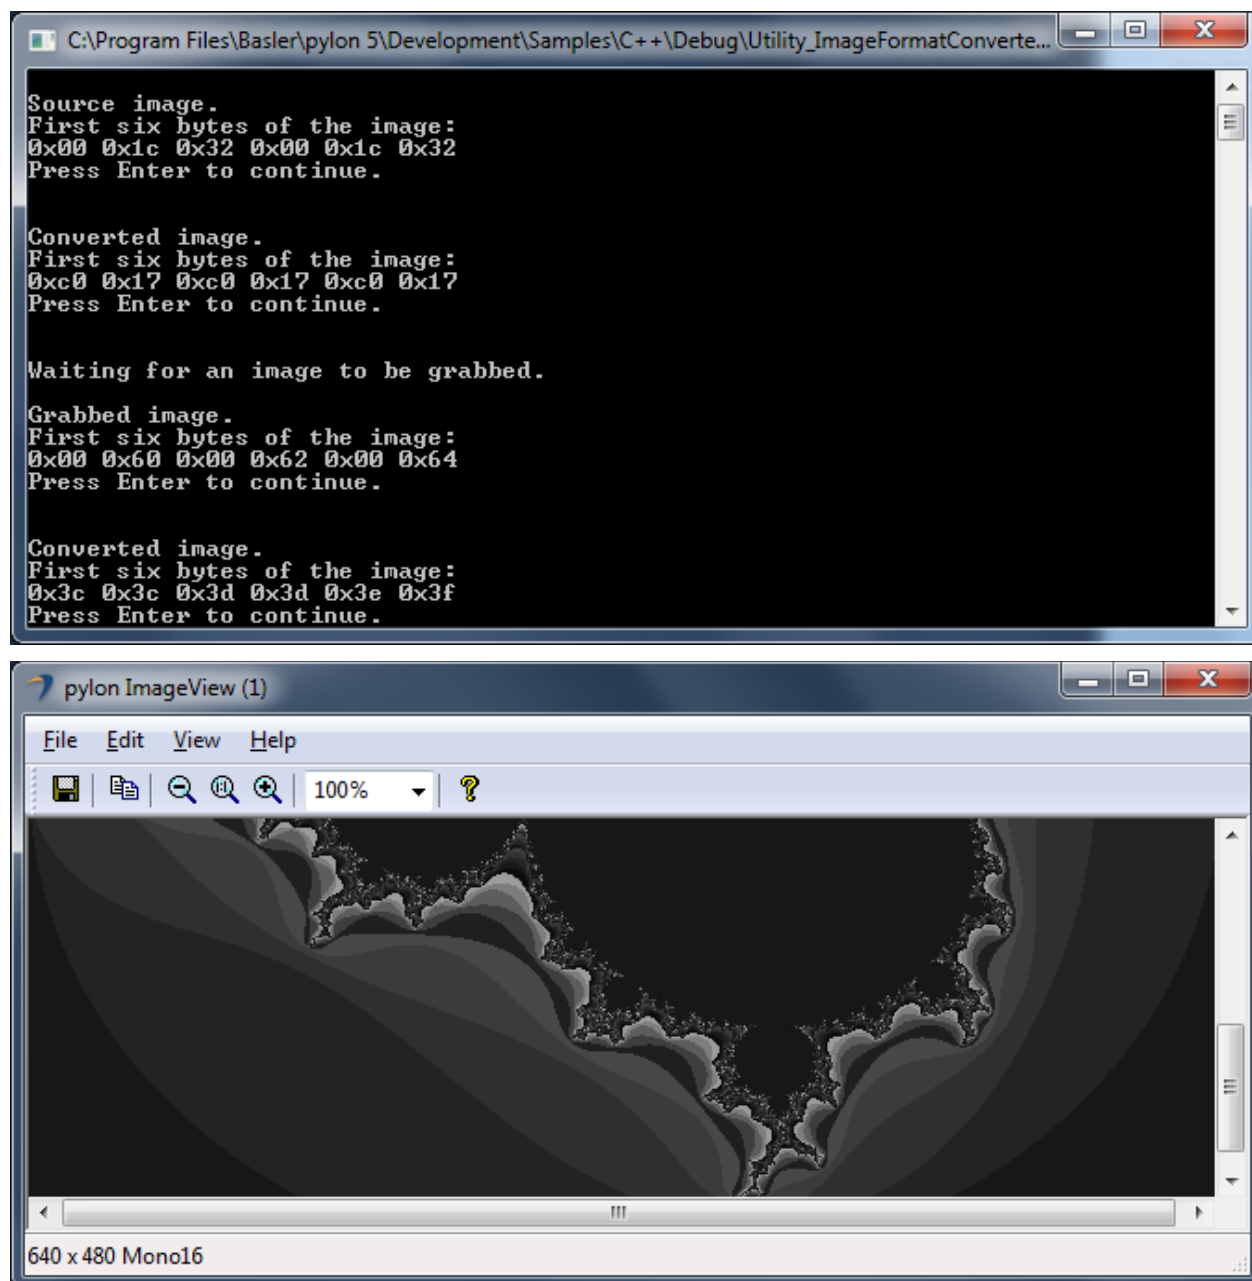 C:\Program Files\Basler\pylon 5\Development\Samples\C++\Debug\Utility_ImageFormatConverte...
Source image.
First six bytes of the image:
0x00 0x1c 0x32 0x00 0x1c 0x32
Press Enter to continue.
Converted image.
First six bytes of the image:
0xc0 0x17 0xc0 0x17 0xc0 0x17
Press Enter to continue.
Waiting for an image to be grabbed.
Grabbed image.
First six bytes of the image:
0x00 0x60 0x00 0x62 0x00 0x64
Press Enter to continue.
Converted image.
First six bytes of the image:
0x3c 0x3c 0x3d 0x3d 0x3e 0x3f
Press Enter to continue.
pylon ImageView (1)
File Edit View Help
100%
640 x 480 Mono16